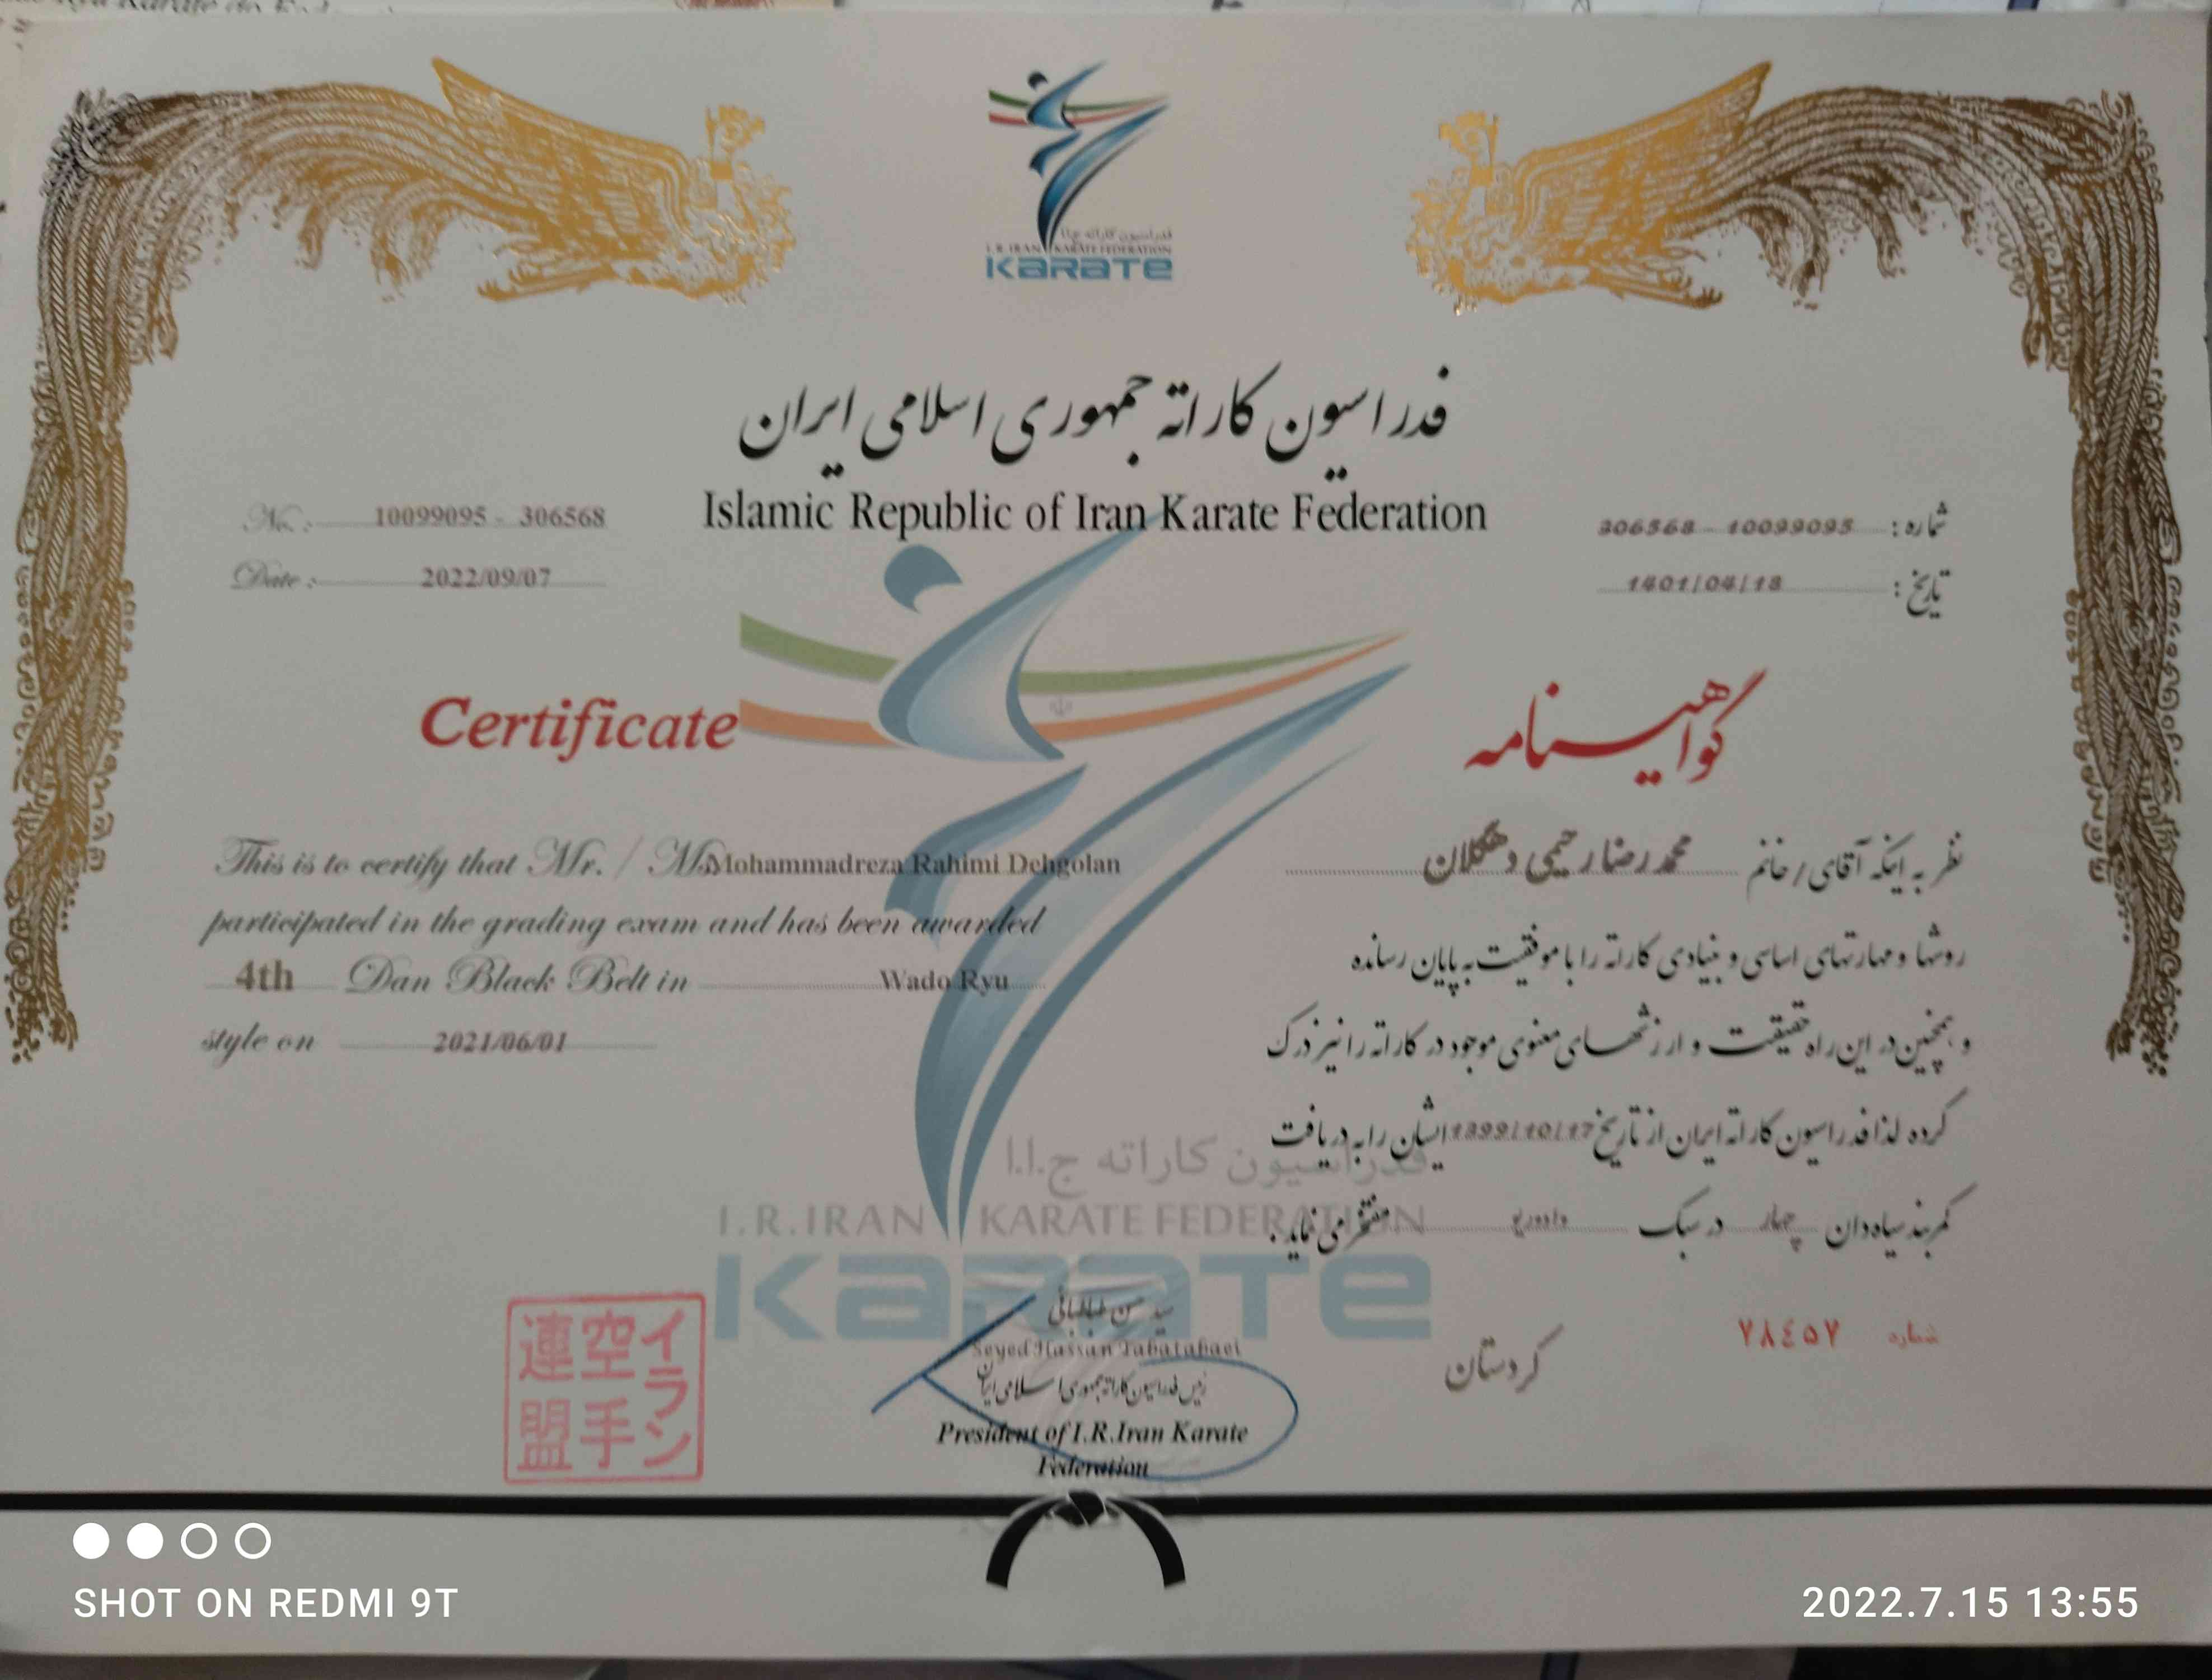 فدراسیون کاراته ج.ا.ا
I.R.IRAN KARATE FEDERATION
KARATE
فدراسیون کاراته جمهوری اسلامی ایران
Islamic Republic of Iran Karate Federation
No. : 10099095 - 306568
Date : 2022/09/07
شماره : 10099095 - 306568
تاریخ : 1401/04/18
Certificate
گواهینامه
This is to certify that Mr. / Ms Mohammadreza Rahimi Dehgolan
participated in the grading exam and has been awarded
4th Dan Black Belt in Wado Ryu
style on 2021/06/01
نظر به اینکه آقای / خانم محمدرضا رحیمی دهگلان
روشها و مهارتهای اساسی و بنیادی کاراته را با موفقیت به پایان رسانده
و همچنین در این راه حقیقت و ارزشهای معنوی موجود در کاراته را نیز درک
کرده لذا فدراسیون کاراته ایران از تاریخ 1399/10/17 ایشان را به دریافت
کمربند سیاه دان چهار در سبک وادوریو مفتخر می نماید.
فدراسیون کاراته ج.ا.ا
I.R.IRAN KARATE FEDERATION
KARATE
شماره ۷۸۴۵۷
کردستان
سید حسن طباطبائی
Seyed Hassan Tabatabaei
رئیس فدراسیون کاراته جمهوری اسلامی ایران
President of I.R.Iran Karate
Federation
イラン
空手
連盟
SHOT ON REDMI 9T
2022.7.15 13:55